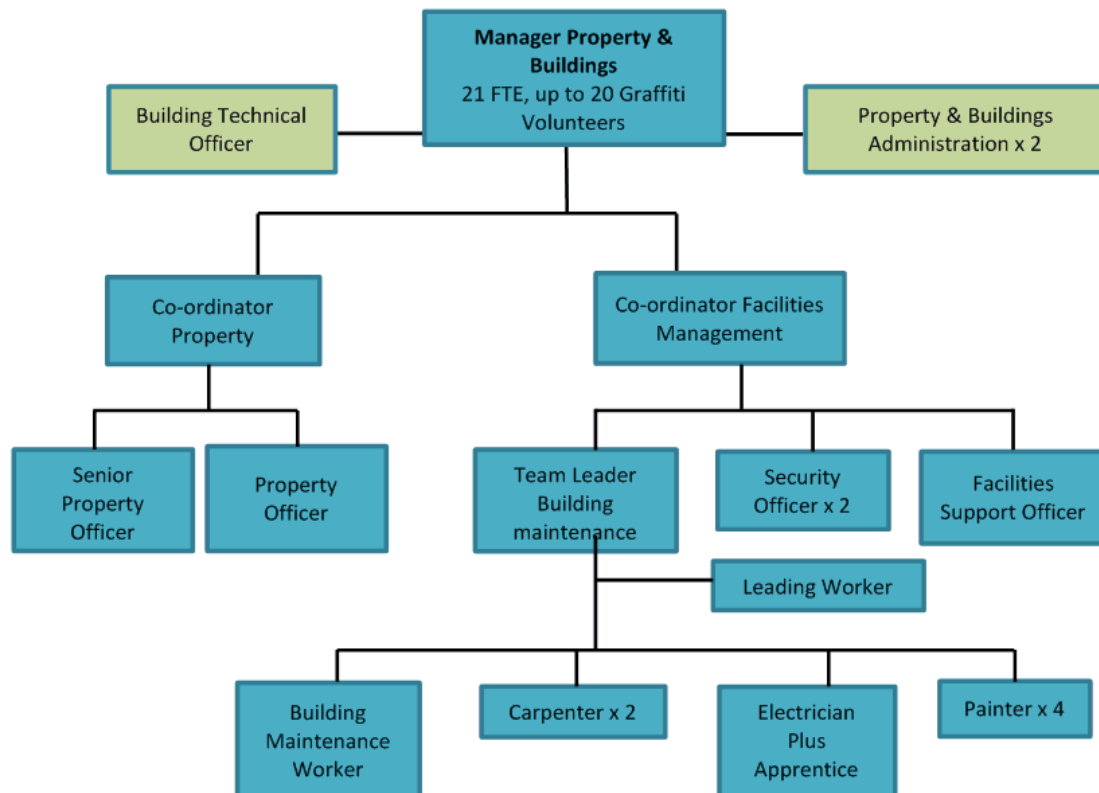 Manager Property &
Buildings
21 FTE, up to 20 Graffiti
Volunteers
Building Technical
Officer
Property & Buildings
Administration x 2
Co-ordinator
Property
Co-ordinator Facilities
Management
Senior
Property
Officer
Property
Officer
Team Leader
Building
maintenance
Security
Officer x 2
Facilities
Support Officer
Leading Worker
Building
Maintenance
Worker
Carpenter x 2
Electrician
Plus
Apprentice
Painter x 4